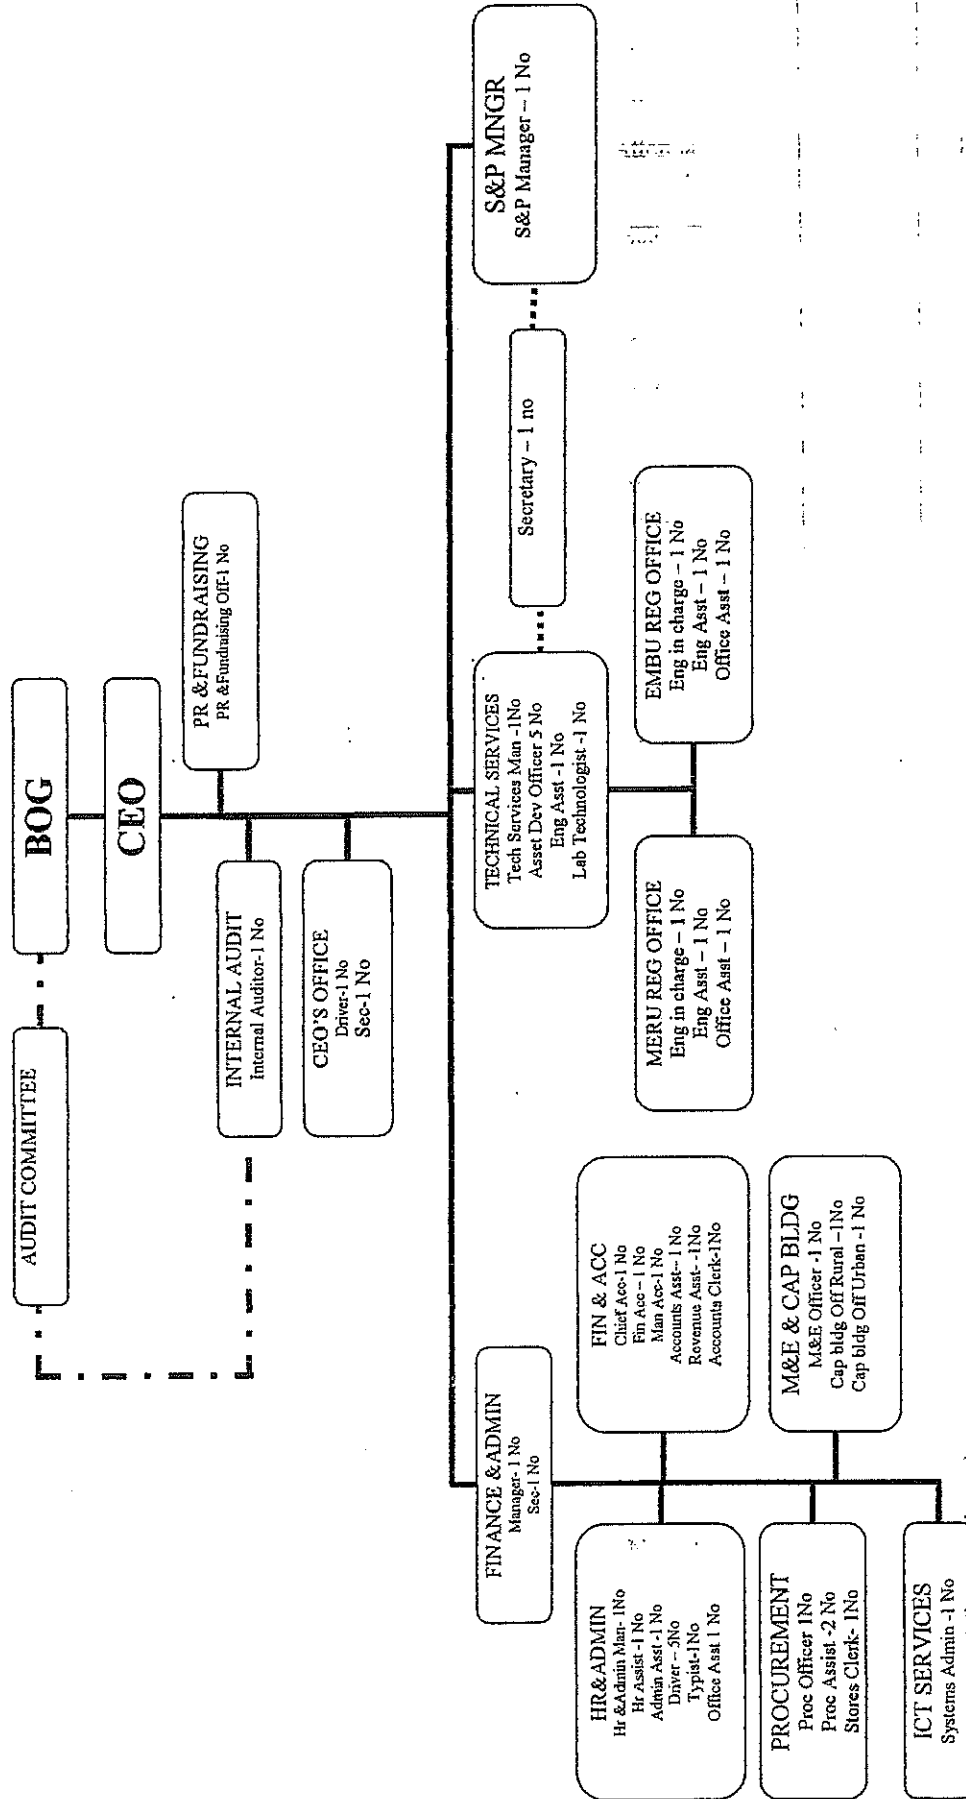 BOG
AUDIT COMMITTEE
CEO
PR &FUNDRAISING
PR &Fundraising Off-1 No
INTERNAL AUDIT
Internal Auditor-1 No
CEO'S OFFICE
Driver-1 No
Sec-1 No
FINANCE &ADMIN
Manager- 1 No
Sec-1 No
TECHNICAL SERVICES
Tech Services Man -1No
Asset Dev Officer 5 No
Eng Asst -1 No
Lab Technologist -1 No
Secretary – 1 no
S&P MNGR
S&P Manager – 1 No
HR&ADMIN
Hr &Admin Man- 1No
Hr Assist -1 No
Admin Asst -1 No
Driver – 5No
Typist-1No
Office Asst 1 No
FIN & ACC
Chief Acc-1 No
Fin Acc – 1 No
Man Acc-1 No
Accounts Asst-- 1 No
Revenue Asst- -1No
Accounts Clerk-1No
MERU REG OFFICE
Eng in charge – 1 No
Eng Asst – 1 No
Office Asst – 1 No
EMBU REG OFFICE
Eng in charge – 1 No
Eng Asst – 1 No
Office Asst – 1 No
PROCUREMENT
Proc Officer 1No
Proc Assist -2 No
Stores Clerk- 1No
M&E & CAP BLDG
M&E Officer -1 No
Cap bldg Off Rural –1No
Cap bldg Off Urban -1 No
ICT SERVICES
Systems Admin -1 No